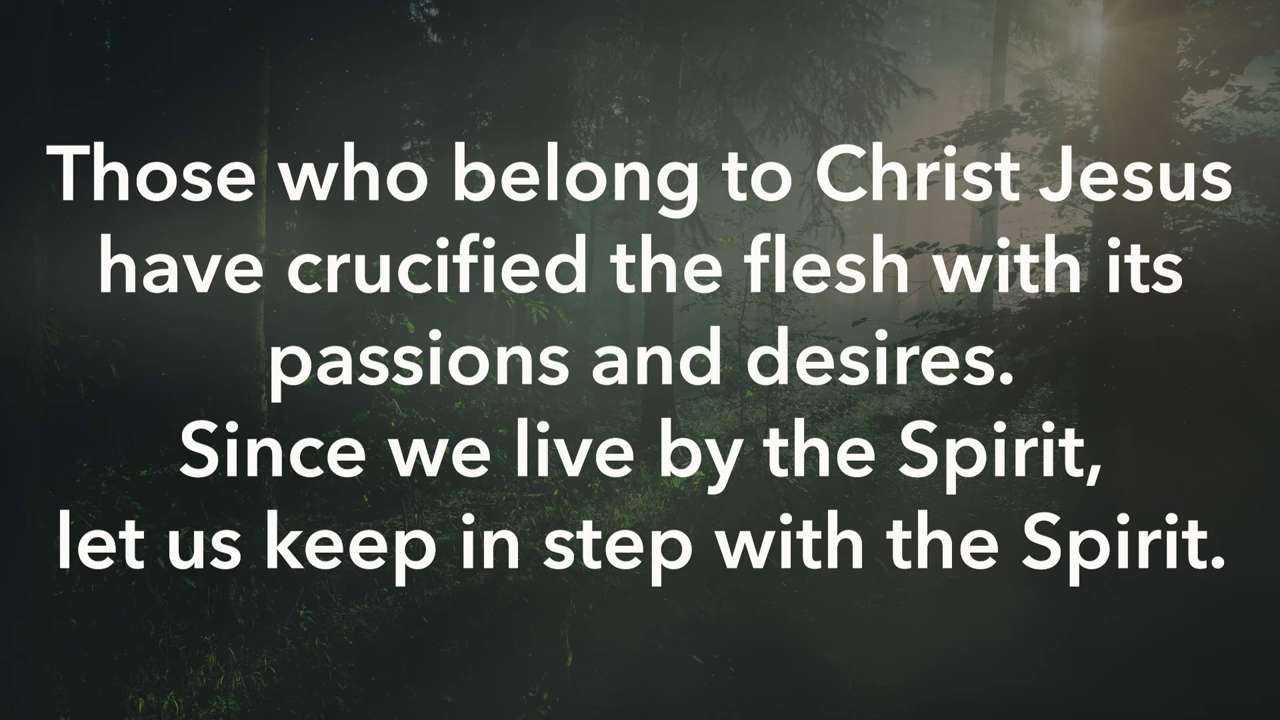 Those who belong to Christ Jesus
have crucified the flesh with its
passions and desires.
Since we live by the Spirit,
let us keep in step with the Spirit.